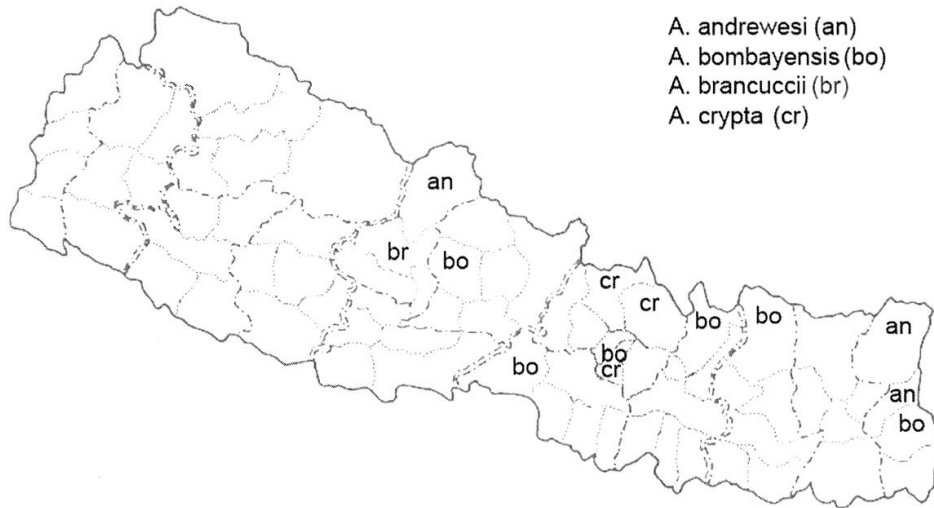 A. andrewesi (an)
A. bombayensis (bo)
A. brancuccii (br)
A. crypta (cr)
an
br
bo
cr
cr
bo
bo
an
bo
cr
bo
an
bo